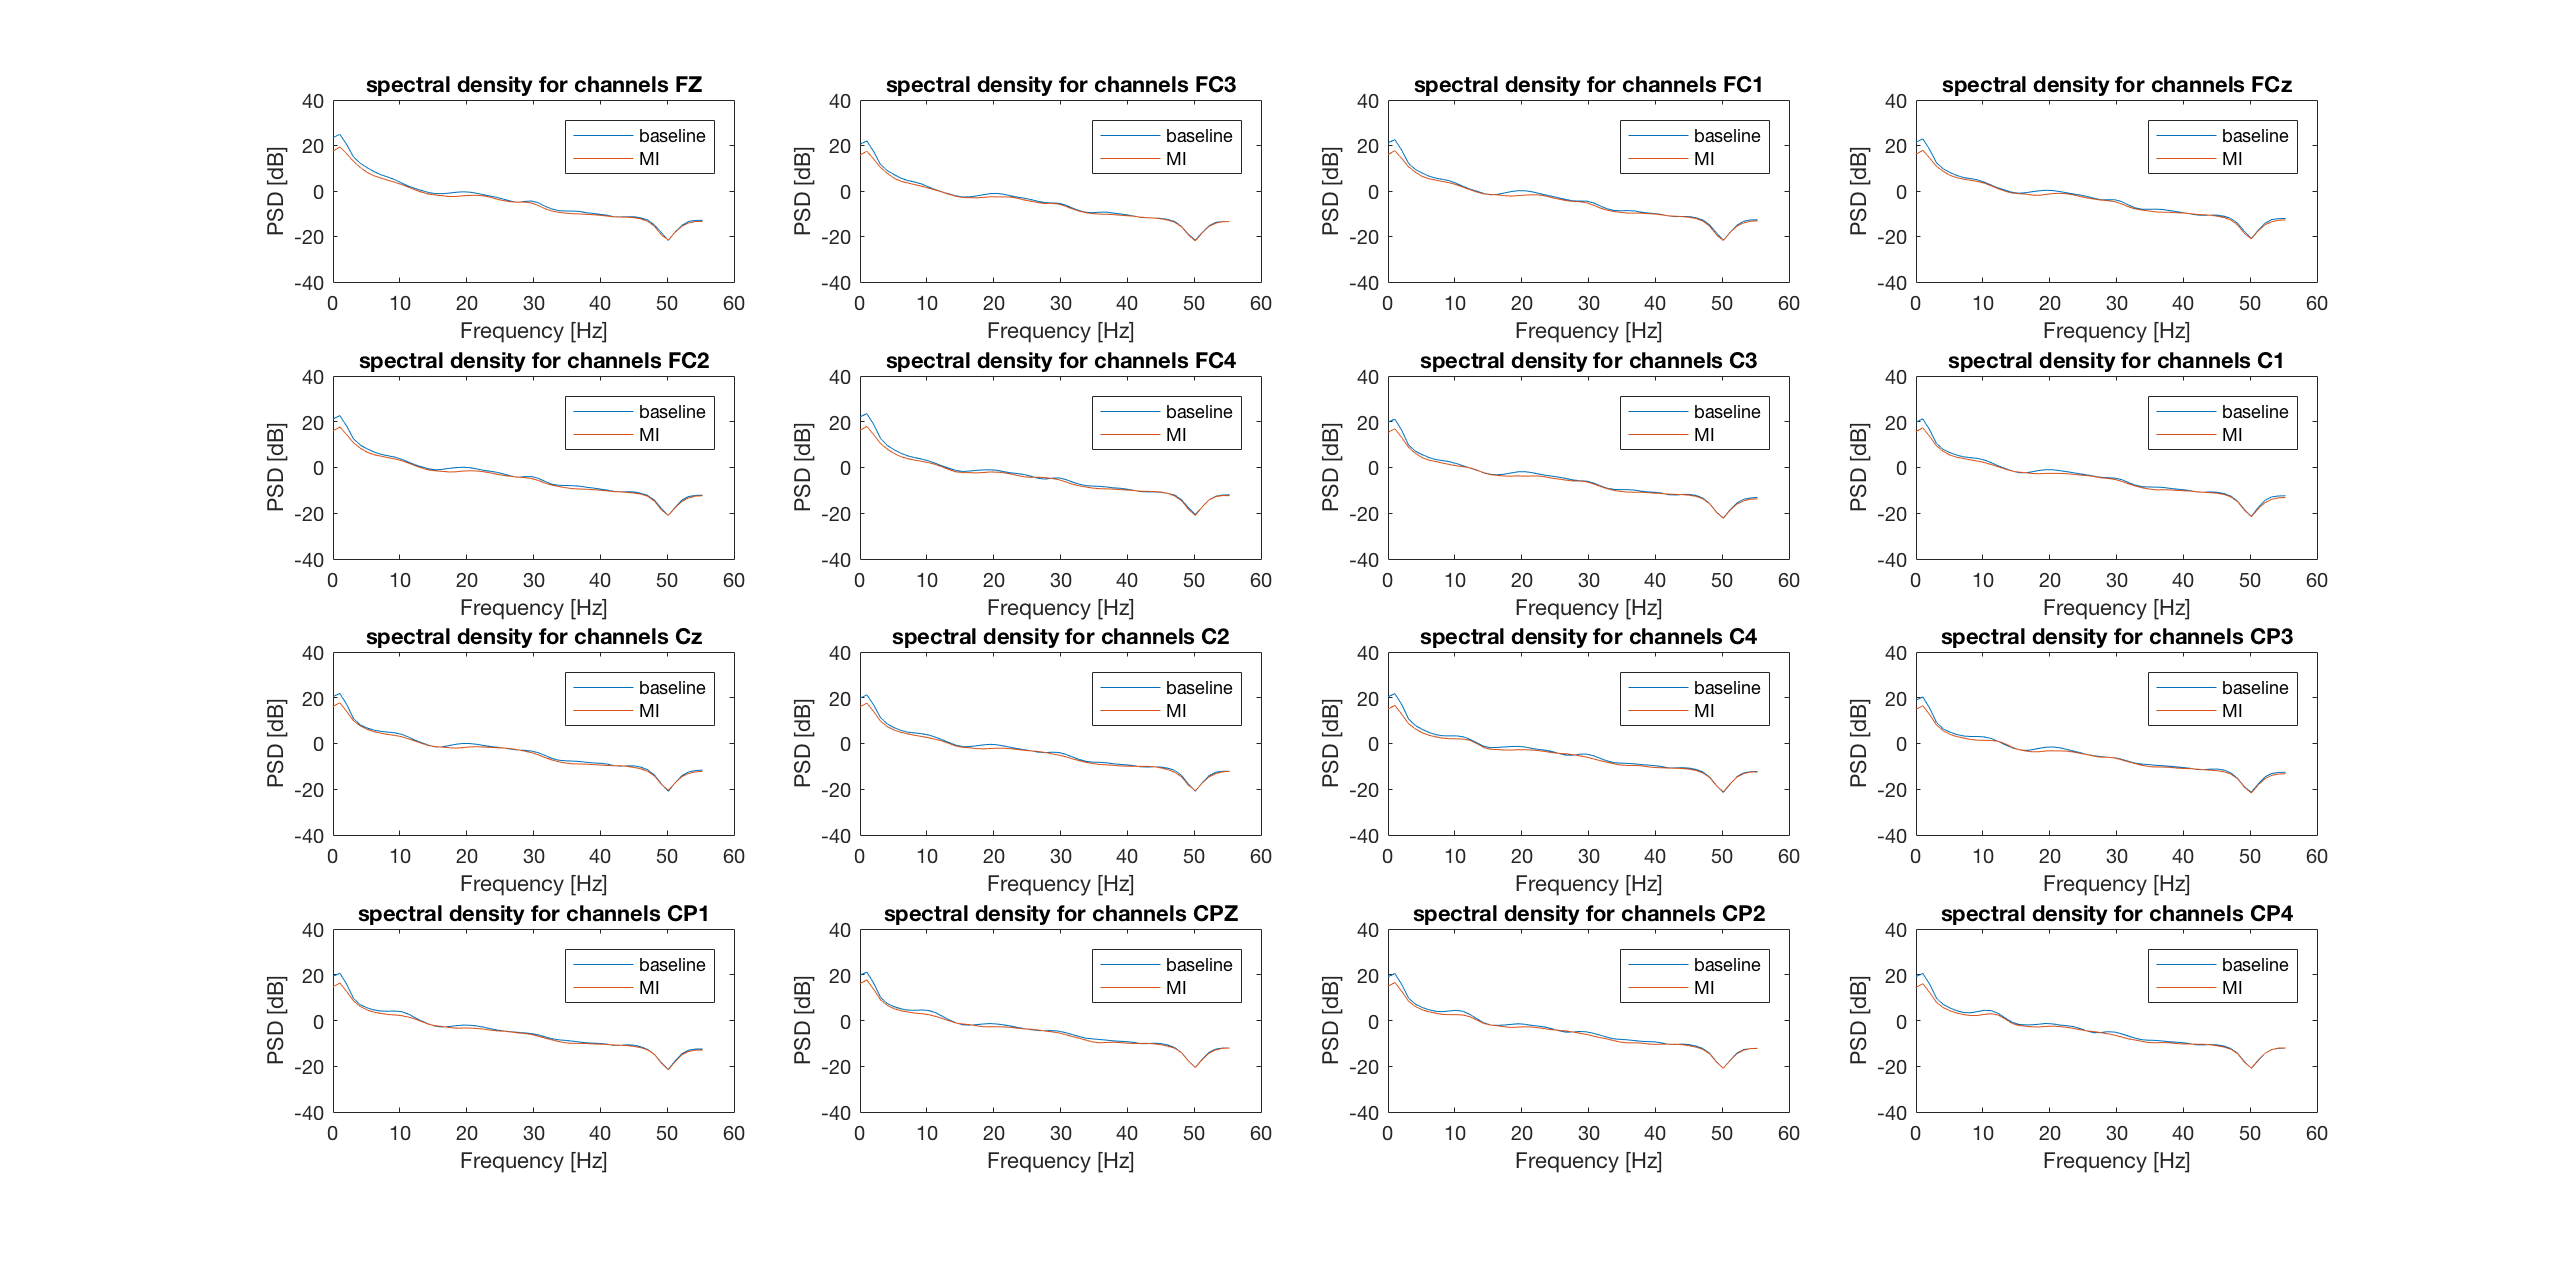 spectral density for channels FZ
40
20
0
-20
-40
PSD [dB]
baseline
MI
0 10 20 30 40 50 60
Frequency [Hz]
spectral density for channels FC3
40
20
0
-20
-40
PSD [dB]
baseline
MI
0 10 20 30 40 50 60
Frequency [Hz]
spectral density for channels FC1
40
20
0
-20
-40
PSD [dB]
baseline
MI
0 10 20 30 40 50 60
Frequency [Hz]
spectral density for channels FCz
40
20
0
-20
-40
PSD [dB]
baseline
MI
0 10 20 30 40 50 60
Frequency [Hz]
spectral density for channels FC2
40
20
0
-20
-40
PSD [dB]
baseline
MI
0 10 20 30 40 50 60
Frequency [Hz]
spectral density for channels FC4
40
20
0
-20
-40
PSD [dB]
baseline
MI
0 10 20 30 40 50 60
Frequency [Hz]
spectral density for channels C3
40
20
0
-20
-40
PSD [dB]
baseline
MI
0 10 20 30 40 50 60
Frequency [Hz]
spectral density for channels C1
40
20
0
-20
-40
PSD [dB]
baseline
MI
0 10 20 30 40 50 60
Frequency [Hz]
spectral density for channels Cz
40
20
0
-20
-40
PSD [dB]
baseline
MI
0 10 20 30 40 50 60
Frequency [Hz]
spectral density for channels C2
40
20
0
-20
-40
PSD [dB]
baseline
MI
0 10 20 30 40 50 60
Frequency [Hz]
spectral density for channels C4
40
20
0
-20
-40
PSD [dB]
baseline
MI
0 10 20 30 40 50 60
Frequency [Hz]
spectral density for channels CP3
40
20
0
-20
-40
PSD [dB]
baseline
MI
0 10 20 30 40 50 60
Frequency [Hz]
spectral density for channels CP1
40
20
0
-20
-40
PSD [dB]
baseline
MI
0 10 20 30 40 50 60
Frequency [Hz]
spectral density for channels CPZ
40
20
0
-20
-40
PSD [dB]
baseline
MI
0 10 20 30 40 50 60
Frequency [Hz]
spectral density for channels CP2
40
20
0
-20
-40
PSD [dB]
baseline
MI
0 10 20 30 40 50 60
Frequency [Hz]
spectral density for channels CP4
40
20
0
-20
-40
PSD [dB]
baseline
MI
0 10 20 30 40 50 60
Frequency [Hz]